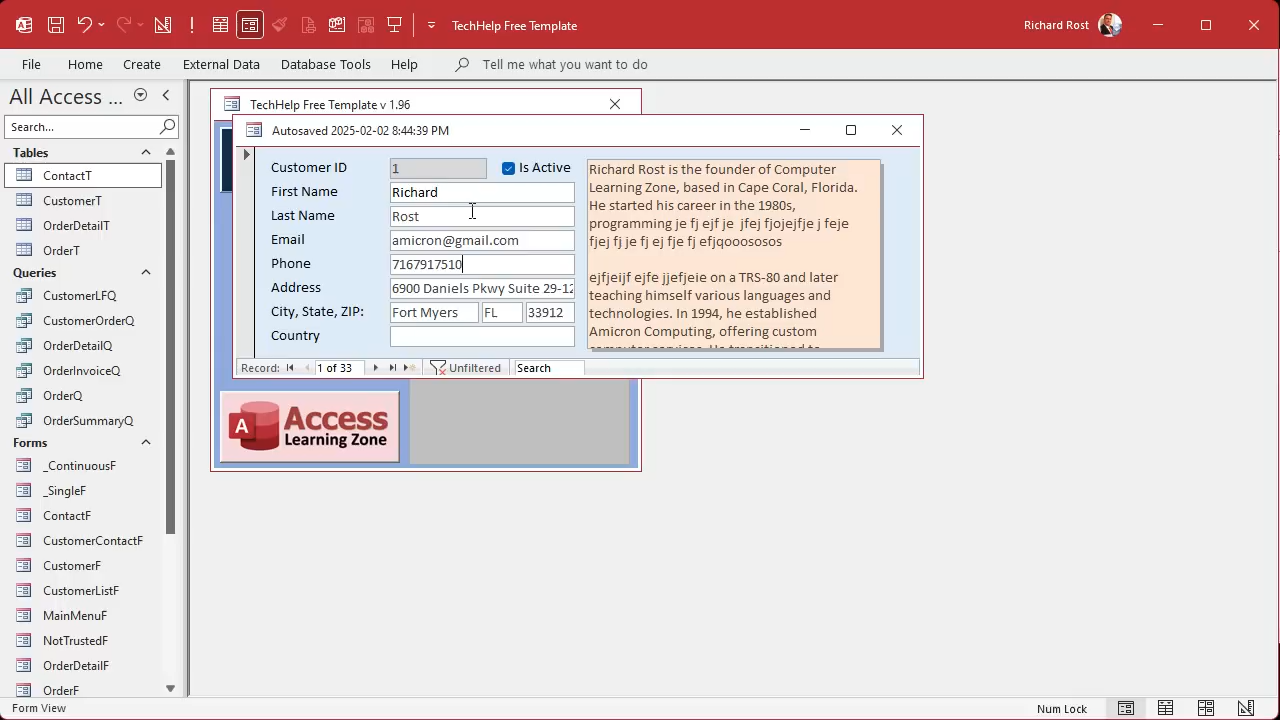 TechHelp Free Template
Richard Rost
File Home Create External Data Database Tools Help Tell me what you want to do
All Access ...
Search...
Tables
ContactT
CustomerT
OrderDetailT
OrderT
Queries
CustomerLFQ
CustomerOrderQ
OrderDetailQ
OrderInvoiceQ
OrderQ
OrderSummaryQ
Forms
_ContinuousF
_SingleF
ContactF
CustomerContactF
CustomerF
CustomerListF
MainMenuF
NotTrustedF
OrderDetailF
OrderF
TechHelp Free Template v 1.96
Autosaved 2025-02-02 8:44:39 PM
Customer ID 1 Is Active
First Name Richard
Last Name Rost
Email amicron@gmail.com
Phone 7167917510
Address 6900 Daniels Pkwy Suite 29-12
City, State, ZIP: Fort Myers FL 33912
Country
Richard Rost is the founder of Computer
Learning Zone, based in Cape Coral, Florida.
He started his career in the 1980s,
programming je fj ejf je jfej fjojejfje j feje
fjej fj je fj ej fje fj efjqpoososos
ejfjeijf ejfe jjefjeie on a TRS-80 and later
teaching himself various languages and
technologies. In 1994, he established
Amicron Computing, offering custom
computer services. He transitioned to
Record: 1 of 33 Unfiltered Search
A Access
Learning Zone
Form View
Num Lock